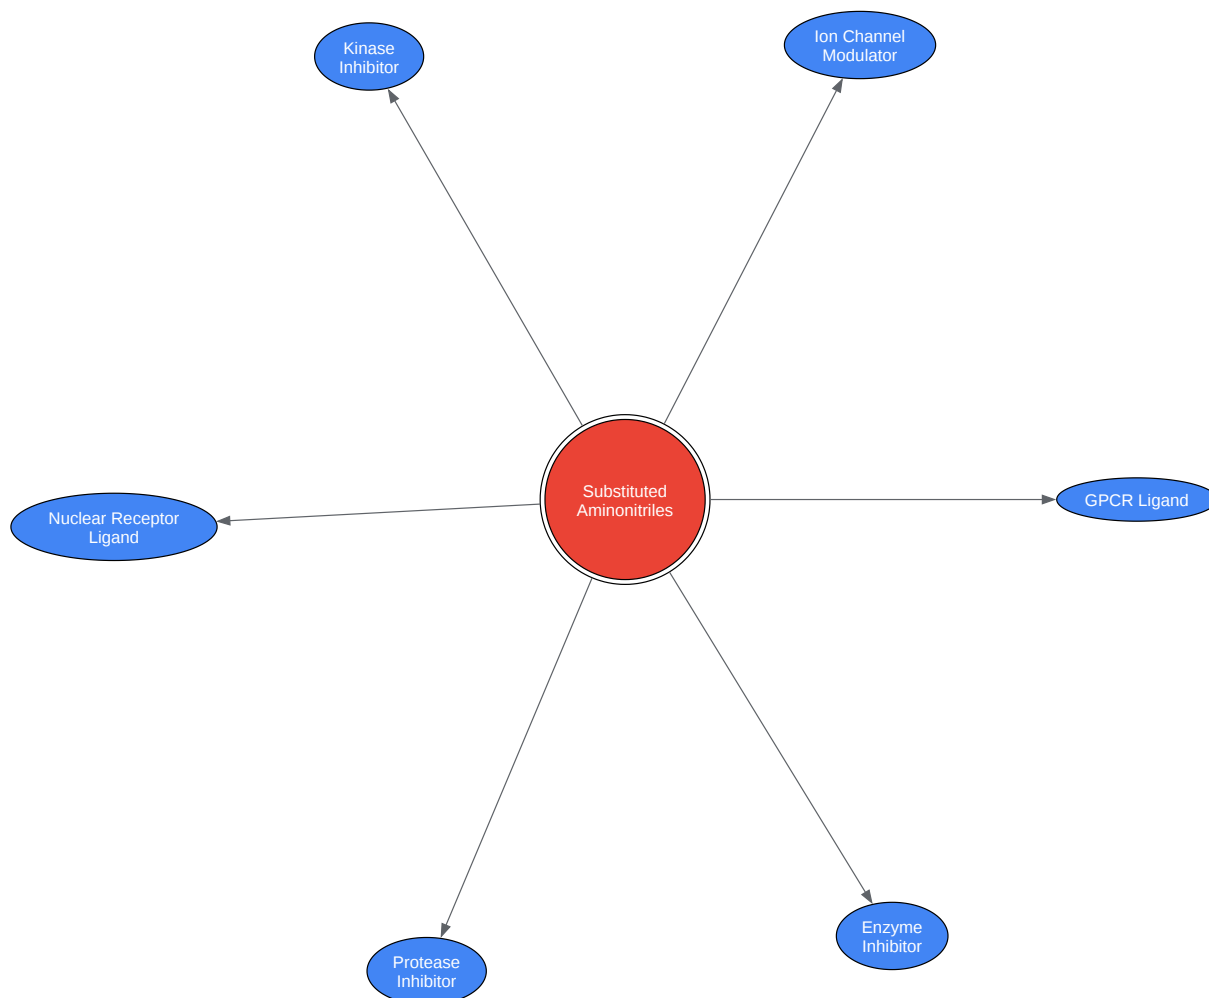 Ion Channel
Modulator
Kinase
Inhibitor
Substituted
Aminonitriles
GPCR Ligand
Nuclear Receptor
Ligand
Enzyme
Inhibitor
Protease
Inhibitor